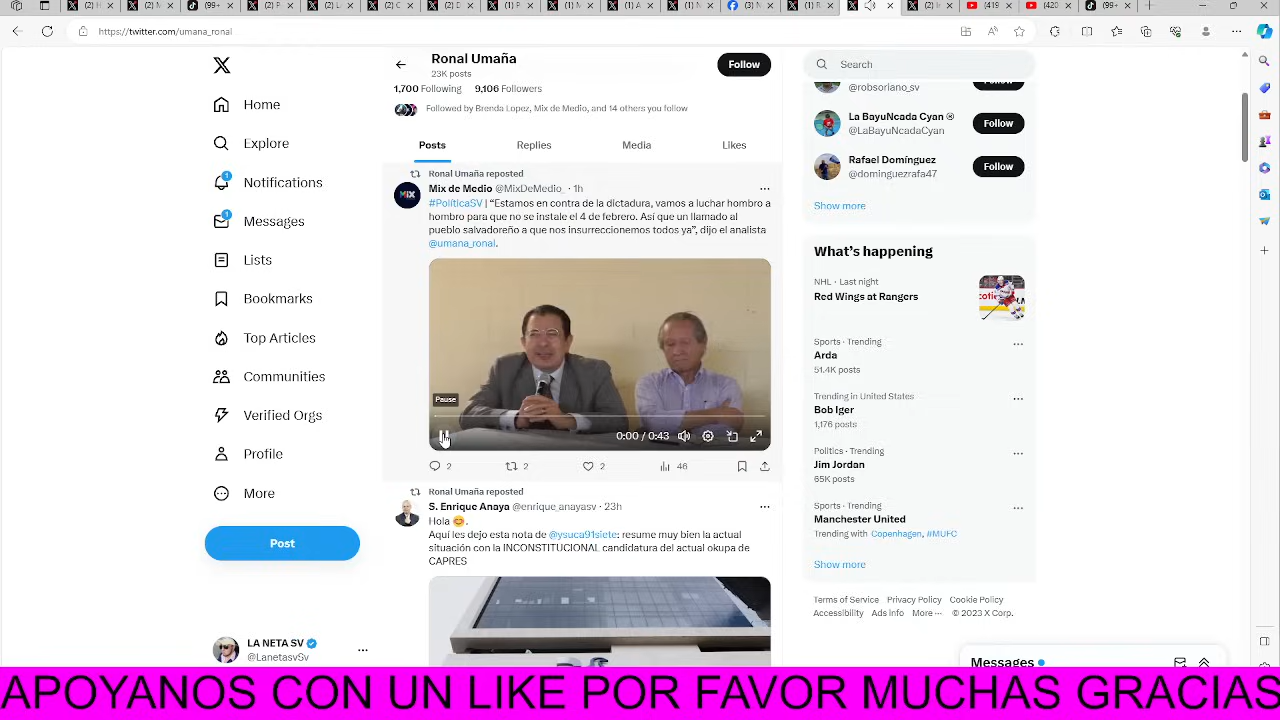 https://twitter.com/umana_ronal
Home
Explore
1
Notifications
1
Messages
Lists
Bookmarks
Top Articles
Communities
Verified Orgs
Profile
More
Post
LA NETA SV
@LanetasvSv
Ronal Umaña
23K posts
Follow
1,700 Following 9,106 Followers
Followed by Brenda Lopez, Mix de Medio, and 14 others you follow
Posts Replies Media Likes
Ronal Umaña reposted
Mix de Medio @MixDeMedio_ · 1h
#PolíticaSV | “Estamos en contra de la dictadura, vamos a luchar hombro a
hombro para que no se instale el 4 de febrero. Así que un llamado al
pueblo salvadoreño a que nos insurreccionemos todos ya”, dijo el analista
@umana_ronal.
MIX
Pause
0:00 / 0:43
2 2 2 46
Ronal Umaña reposted
S. Enrique Anaya @enrique_anayasv · 23h
Hola 😊.
Aquí les dejo esta nota de @ysuca91siete: resume muy bien la actual
situación con la INCONSTITUCIONAL candidatura del actual okupa de
CAPRES
Search
@robsoriano_sv
Follow
La BayuNcada Cyan ®
@LaBayuNcadaCyan
Follow
Rafael Domínguez
@dominguezrafa47
Follow
Show more
What’s happening
NHL · Last night
Red Wings at Rangers
Sports · Trending
Arda
51.4K posts
Trending in United States
Bob Iger
1,176 posts
Politics · Trending
Jim Jordan
65K posts
Sports · Trending
Manchester United
Trending with Copenhagen, #MUFC
Show more
Terms of Service Privacy Policy Cookie Policy
Accessibility Ads info More ··· © 2023 X Corp.
Messages
APOYANOS CON UN LIKE POR FAVOR MUCHAS GRACIAS